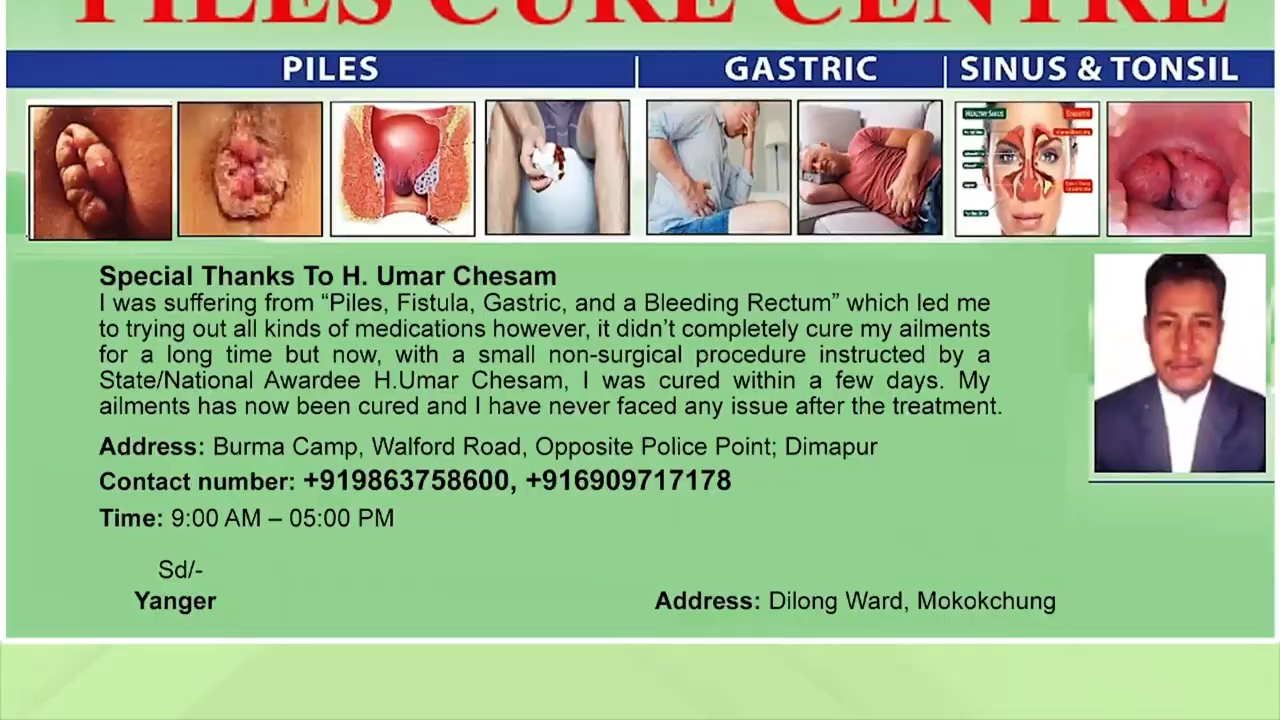 PILES CURE CENTRE
PILES | GASTRIC | SINUS & TONSIL
HEALTHY SINUS
SINUSITIS
Special Thanks To H. Umar Chesam
I was suffering from “Piles, Fistula, Gastric, and a Bleeding Rectum” which led me
to trying out all kinds of medications however, it didn’t completely cure my ailments
for a long time but now, with a small non-surgical procedure instructed by a
State/National Awardee H.Umar Chesam, I was cured within a few days. My
ailments has now been cured and I have never faced any issue after the treatment.
Address: Burma Camp, Walford Road, Opposite Police Point; Dimapur
Contact number: +919863758600, +916909717178
Time: 9:00 AM – 05:00 PM
Sd/-
Yanger
Address: Dilong Ward, Mokokchung